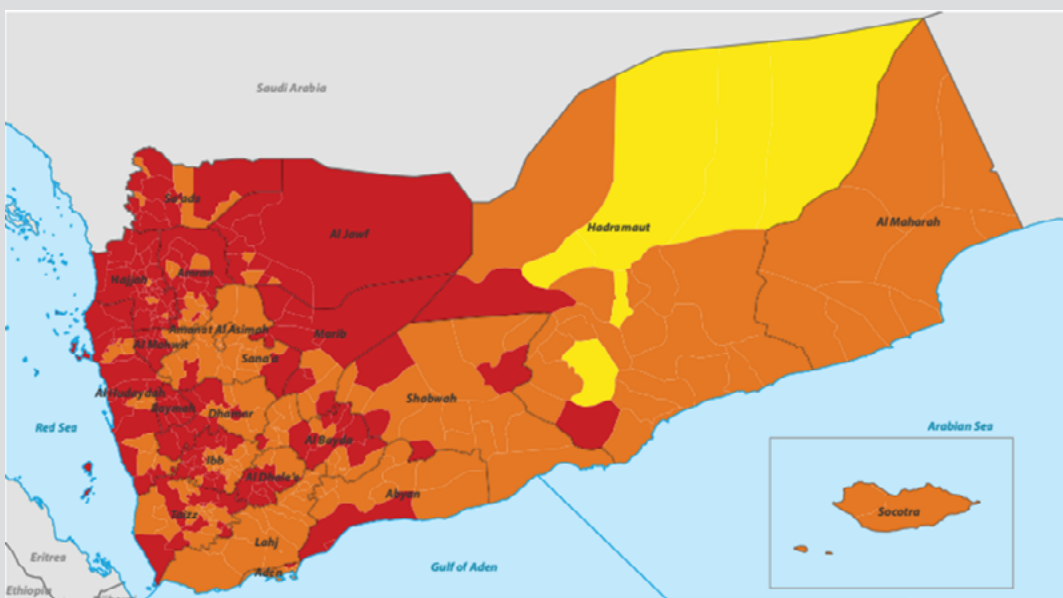 Saudi Arabia
Sa'ada
Al Jawf
Hadramaut
Al Maharah
Hajjah
Amran
Amanat Al Asimah
Al Mahwit
Marib
Sana'a
Al Hodaydah
Raymah
Dhamar
Shabwah
Red Sea
Arabian Sea
Al Bayda
Ibb
Al Dhale'e
Abyan
Taizz
Socotra
Lahj
Eritrea
Aden
Gulf of Aden
Ethiopia